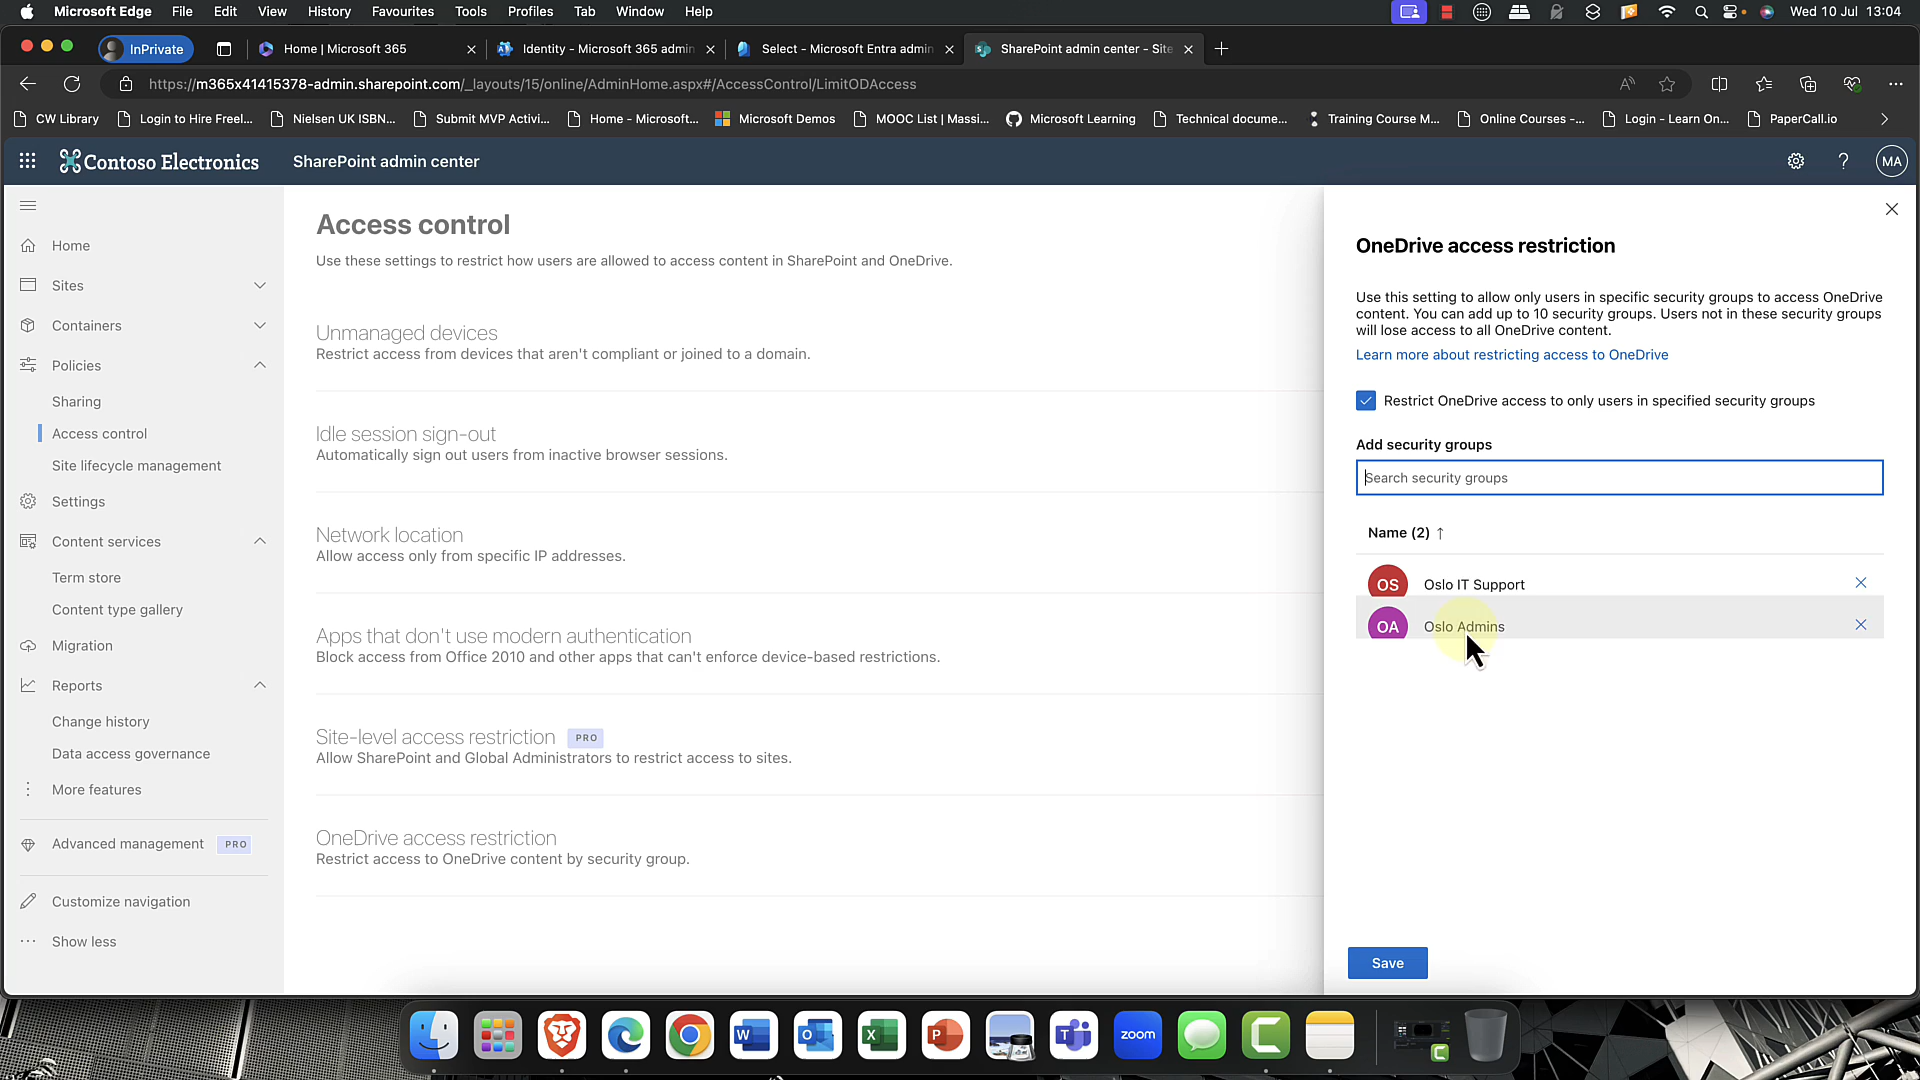 Microsoft Edge File Edit View History Favourites Tools Profiles Tab Window Help
Wed 10 Jul 13:04
InPrivate
Home | Microsoft 365
Identity - Microsoft 365 admin
Select - Microsoft Entra admin
SharePoint admin center - Site
https://m365x41415378-admin.sharepoint.com/_layouts/15/online/AdminHome.aspx#/AccessControl/LimitODAccess
CW Library
Login to Hire Freel...
Nielsen UK ISBN...
Submit MVP Activi...
Home - Microsoft...
Microsoft Demos
MOOC List | Massi...
Microsoft Learning
Technical docume...
Training Course M...
Online Courses -...
Login - Learn On...
PaperCall.io
Contoso Electronics
SharePoint admin center
MA
Home
Sites
Containers
Policies
Sharing
Access control
Site lifecycle management
Settings
Content services
Term store
Content type gallery
Migration
Reports
Change history
Data access governance
More features
Advanced management PRO
Customize navigation
Show less
Access control
Use these settings to restrict how users are allowed to access content in SharePoint and OneDrive.
Unmanaged devices
Restrict access from devices that aren't compliant or joined to a domain.
Idle session sign-out
Automatically sign out users from inactive browser sessions.
Network location
Allow access only from specific IP addresses.
Apps that don't use modern authentication
Block access from Office 2010 and other apps that can't enforce device-based restrictions.
Site-level access restriction PRO
Allow SharePoint and Global Administrators to restrict access to sites.
OneDrive access restriction
Restrict access to OneDrive content by security group.
OneDrive access restriction
Use this setting to allow only users in specific security groups to access OneDrive
content. You can add up to 10 security groups. Users not in these security groups
will lose access to all OneDrive content.
Learn more about restricting access to OneDrive
Restrict OneDrive access to only users in specified security groups
Add security groups
Search security groups
Name (2) ↑
OS Oslo IT Support
OA Oslo Admins
Save
zoom